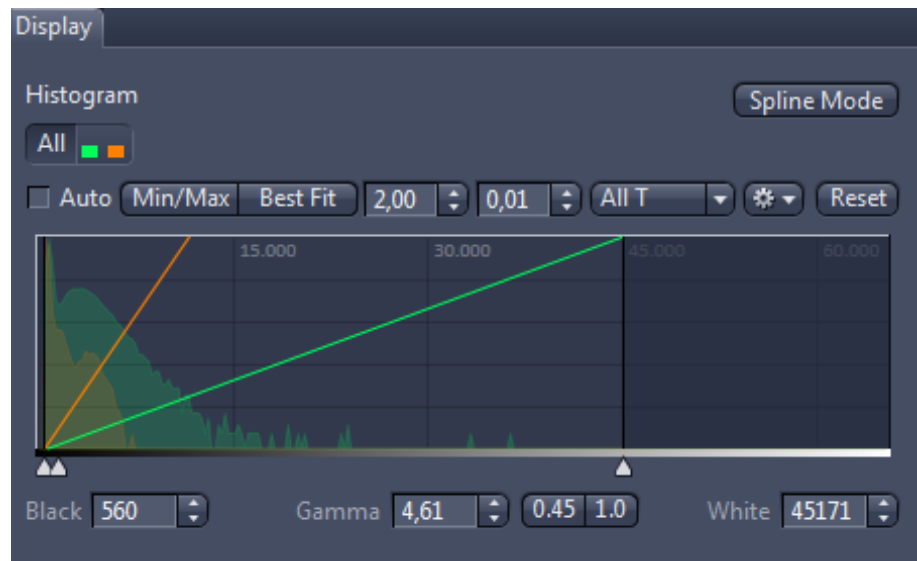 Display
Histogram
Spline Mode
All
Auto Min/Max Best Fit 2,00 0,01 All T Reset
15.000 30.000 45.000 60.000
Black 560 Gamma 4,61 0.45 1.0 White 45171